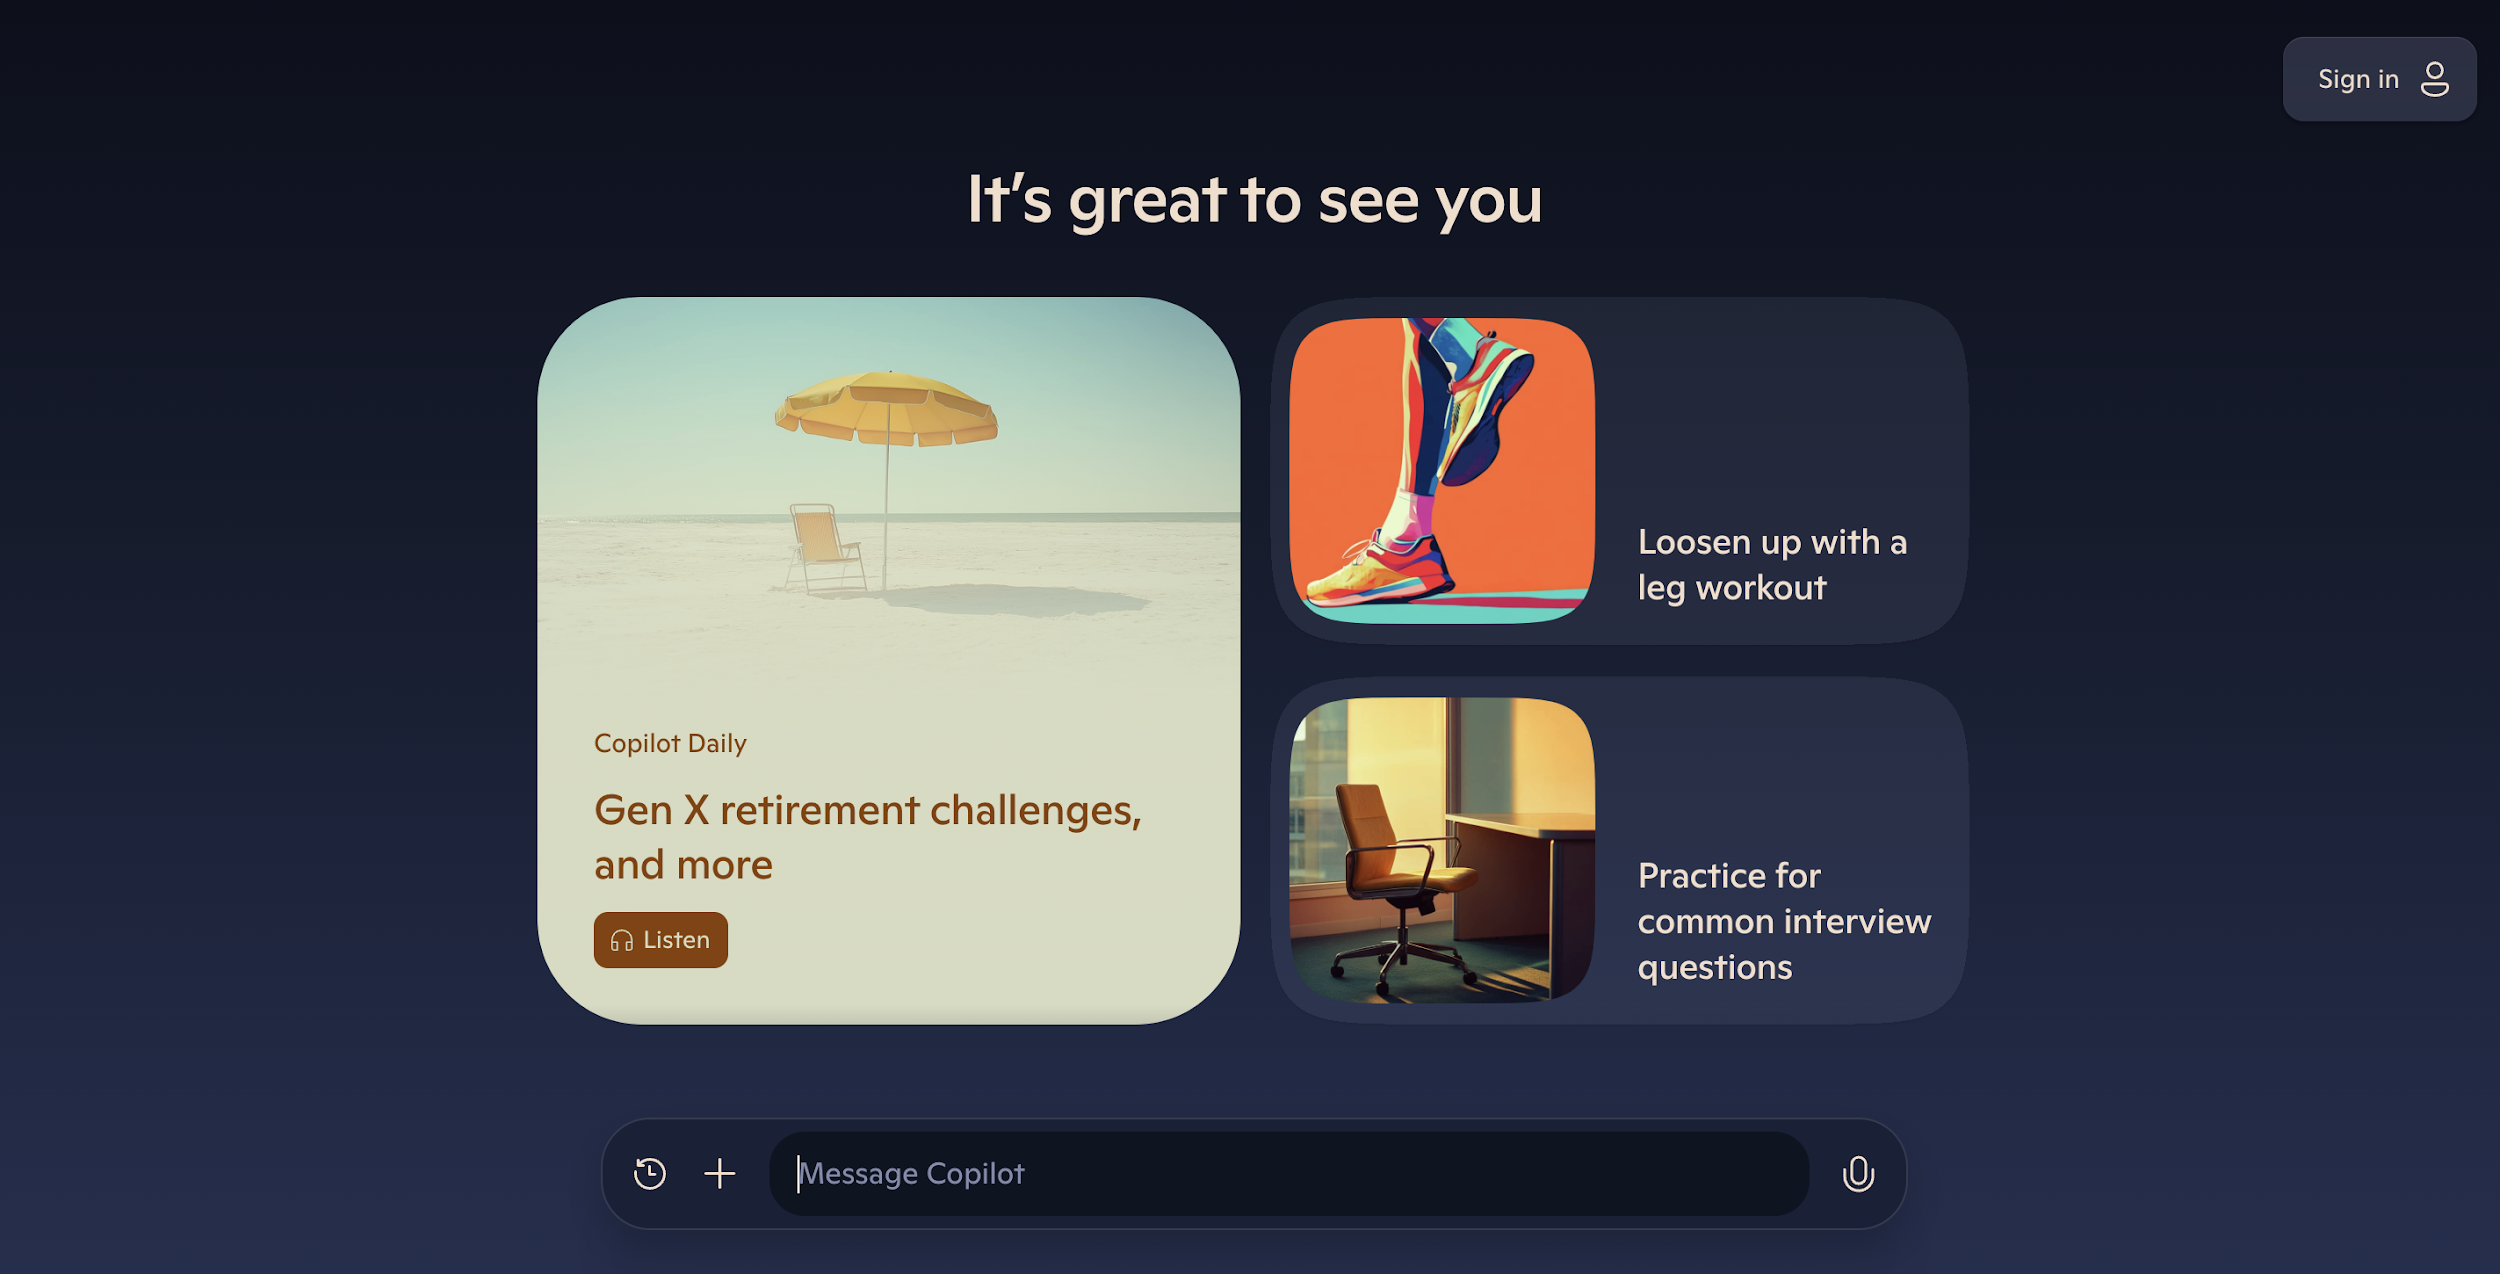 Sign in
It's great to see you
Copilot Daily
Gen X retirement challenges,
and more
Listen
Loosen up with a
leg workout
Practice for
common interview
questions
Message Copilot